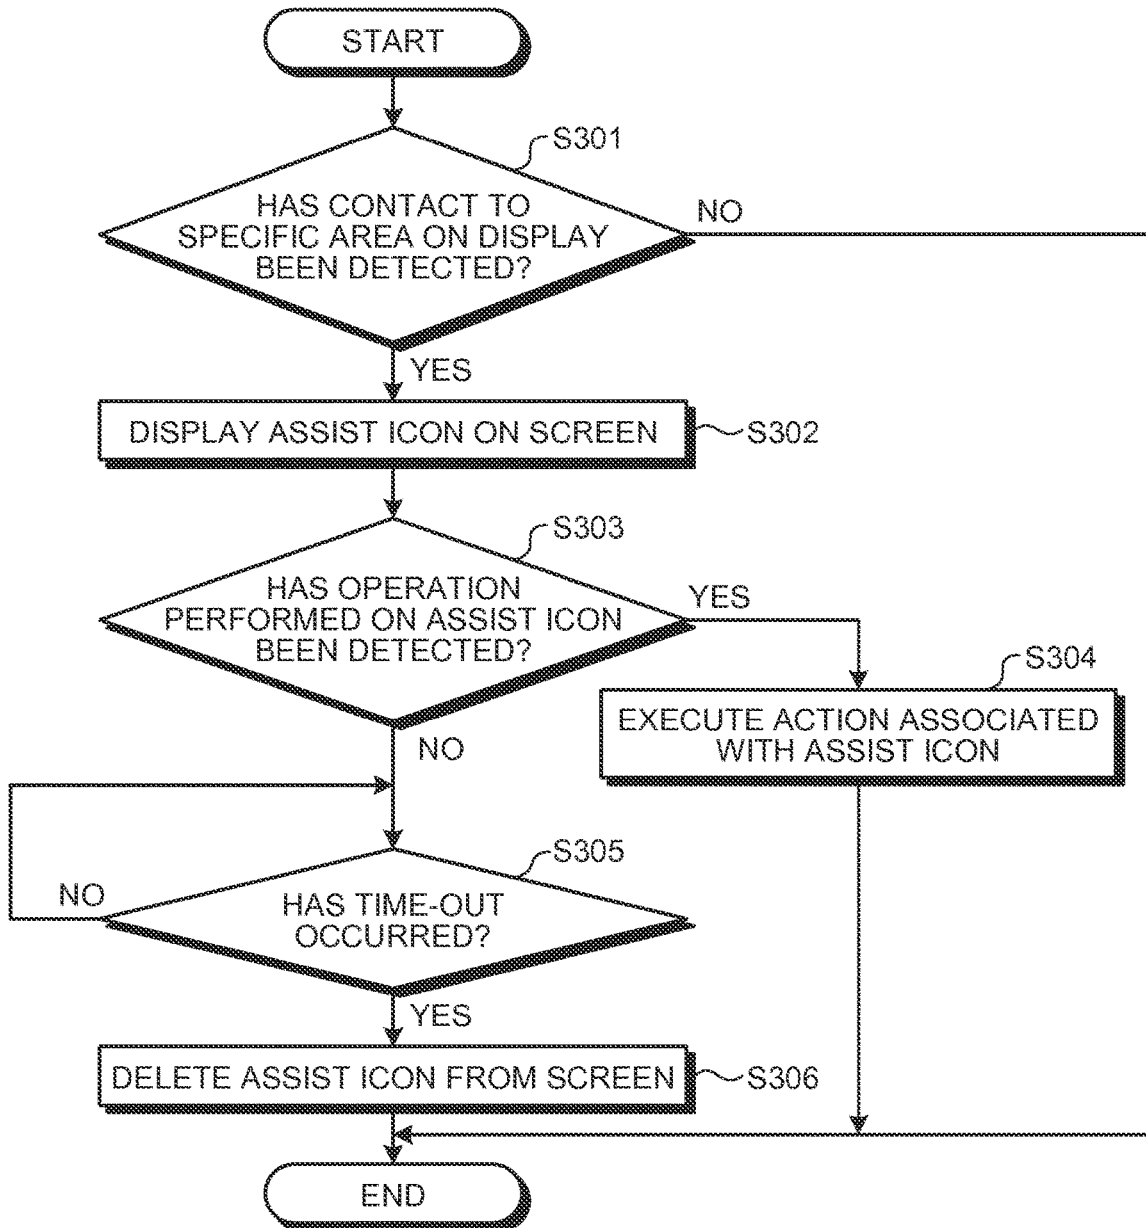 START
S301
HAS CONTACT TO
SPECIFIC AREA ON DISPLAY
BEEN DETECTED?
NO
YES
DISPLAY ASSIST ICON ON SCREEN
S302
S303
HAS OPERATION
PERFORMED ON ASSIST ICON
BEEN DETECTED?
YES
S304
EXECUTE ACTION ASSOCIATED
WITH ASSIST ICON
NO
S305
NO
HAS TIME-OUT
OCCURRED?
YES
DELETE ASSIST ICON FROM SCREEN
S306
END